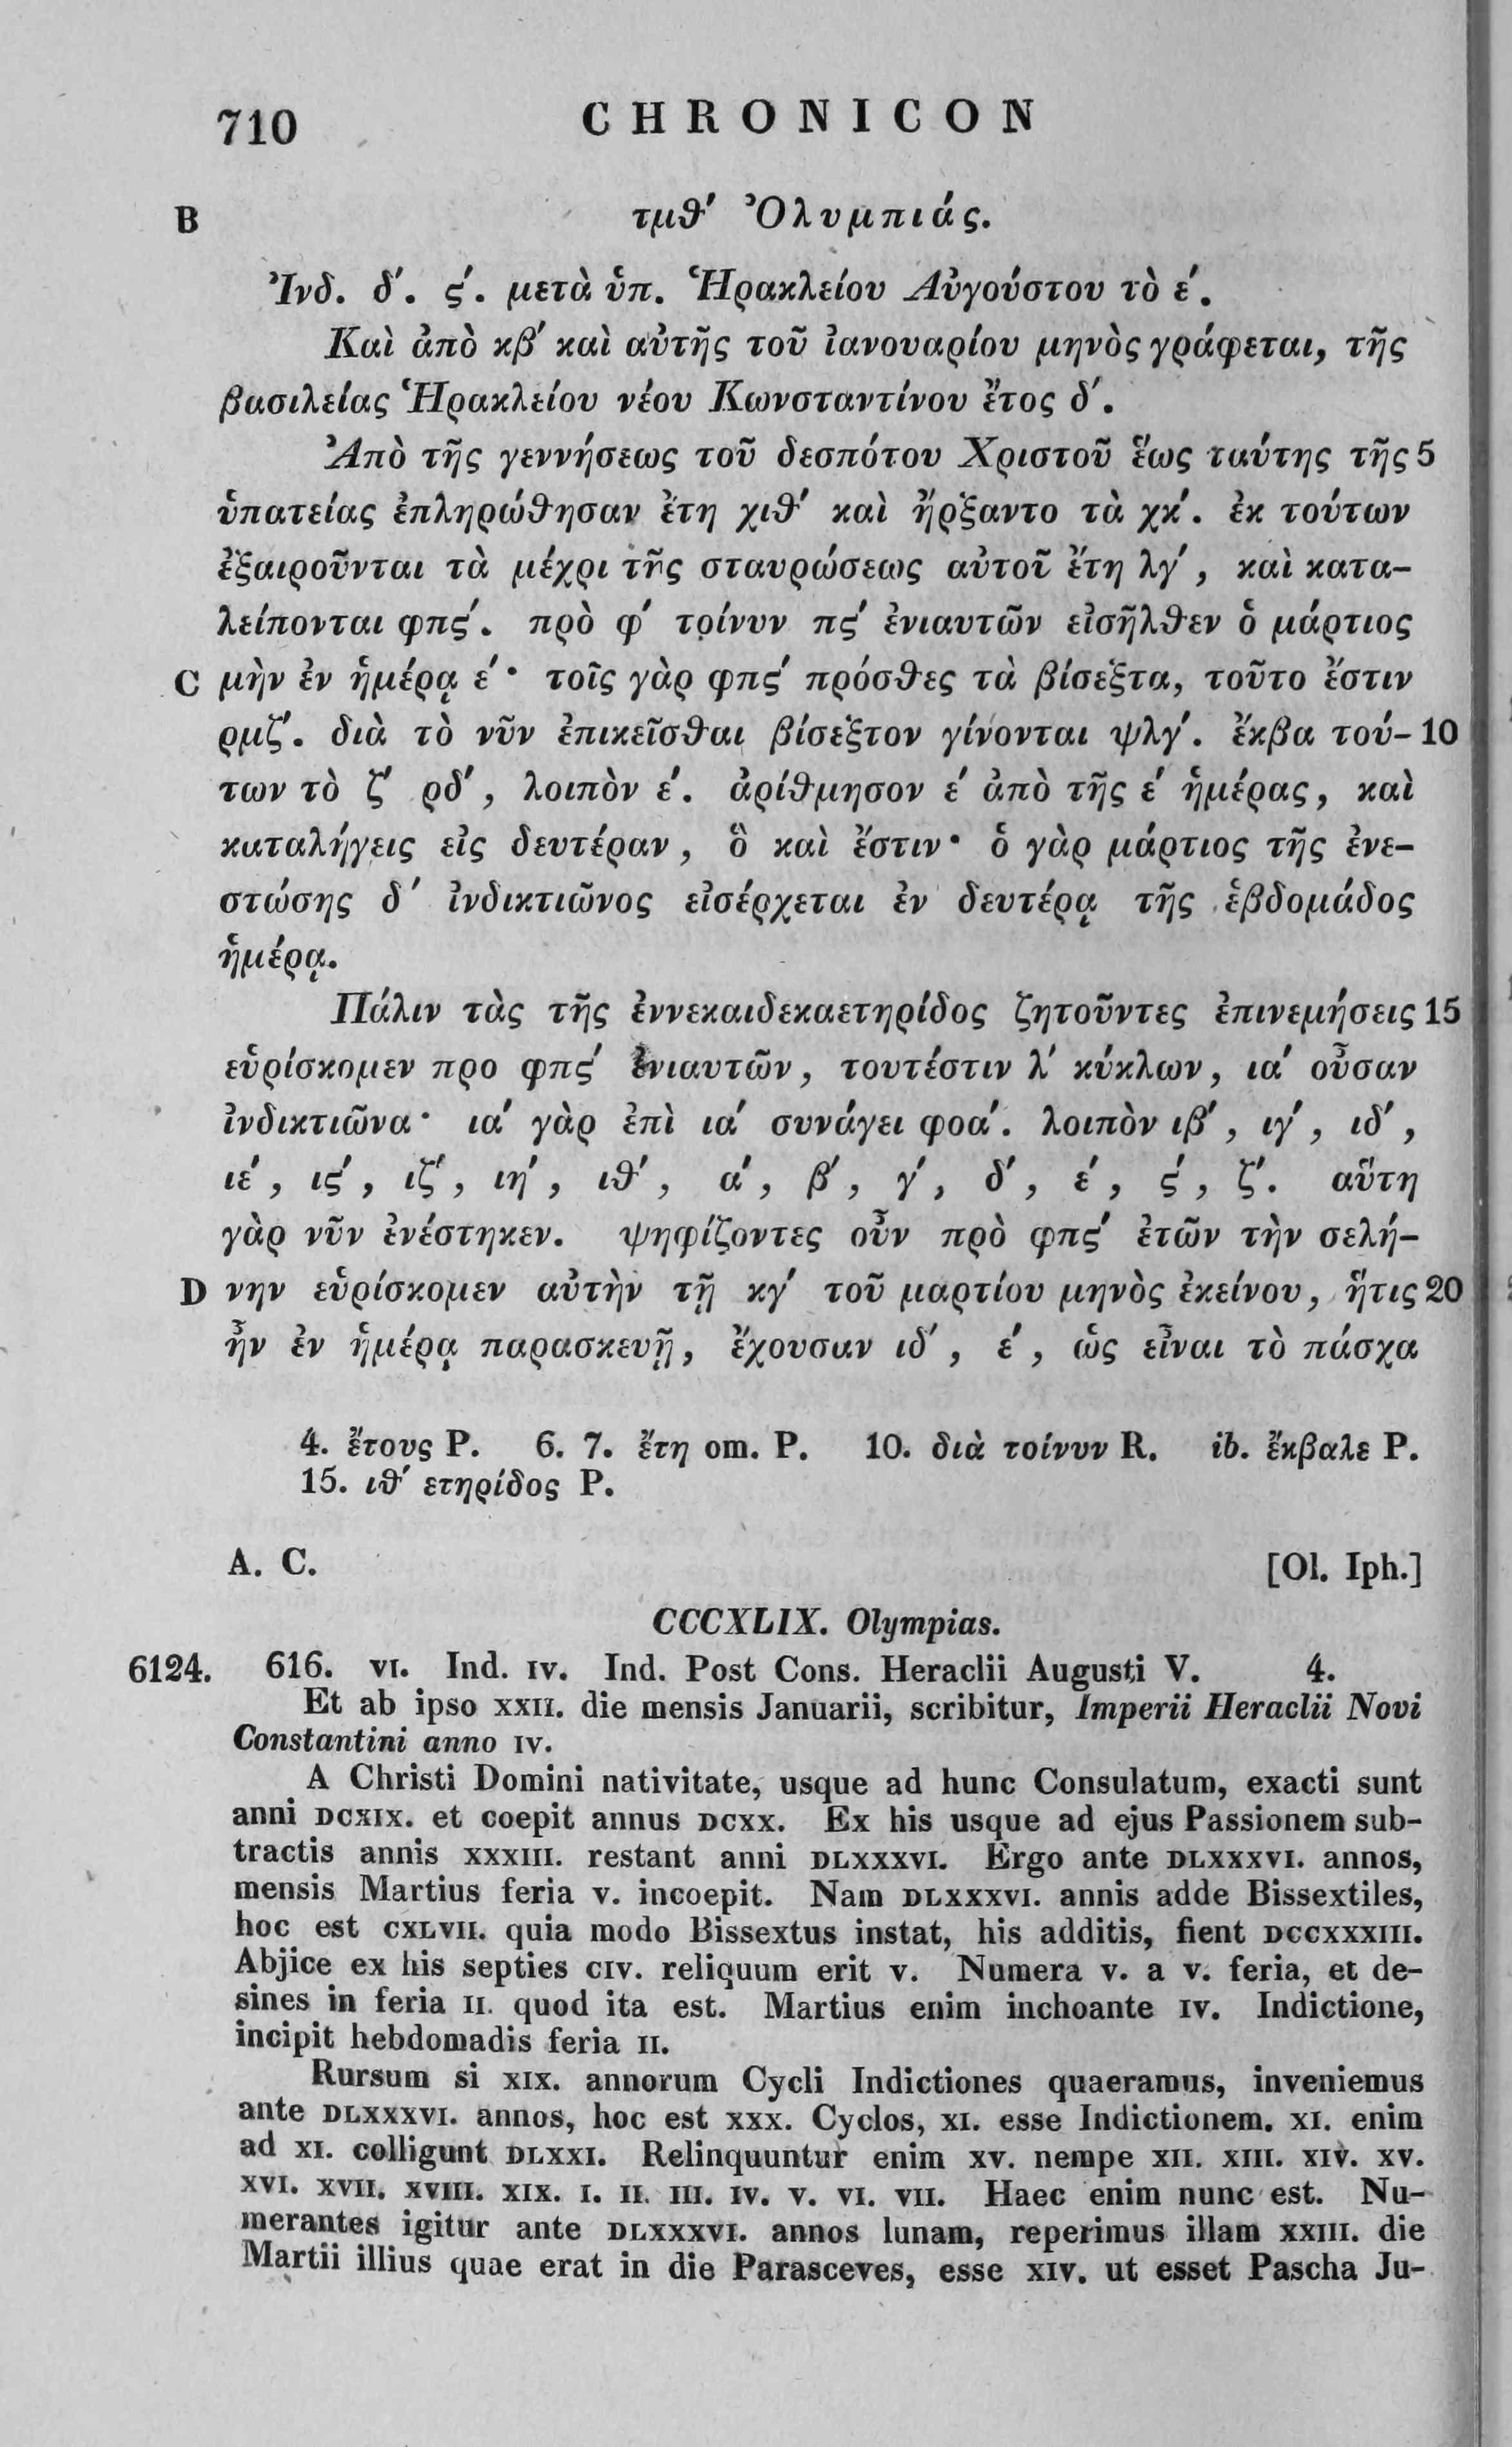 710 CHRONICON
B τμθ′ Ὀλυμπιάς.
Ἰνδ. δ′. ς′. μετὰ ὑπ. Ἡρακλείου Αὐγούστου τὸ ε′.
Καὶ ἀπὸ κβ′ καὶ αὐτῆς τοῦ ἰανουαρίου μηνὸς γράφεται, τῆς
βασιλείας Ἡρακλείου νέου Κωνσταντίνου ἔτος δ′.
Ἀπὸ τῆς γεννήσεως τοῦ δεσπότου Χριστοῦ ἕως ταύτης τῆς 5
ὑπατείας ἐπληρώθησαν ἔτη χιθ′ καὶ ἤρξαντο τὰ χκ′. ἐκ τούτων
ἐξαιροῦνται τὰ μέχρι τῆς σταυρώσεως αὐτοῦ ἔτη λγ′, καὶ κατα-
λείπονται φπς′. πρὸ φ′ τοίνυν πς′ ἐνιαυτῶν εἰσῆλθεν ὁ μάρτιος
C μὴν ἐν ἡμέρᾳ ε′· τοῖς γὰρ φπς′ πρόσθες τὰ βίσεξτα, τοῦτο ἔστιν
ρμζ′. διὰ τὸ νῦν ἐπικεῖσθαι βίσεξτον γίνονται ψλγ′. ἔκβα τού- 10
των τὸ ζ′ ρδ′, λοιπὸν ε′. ἀρίθμησον ε′ ἀπὸ τῆς ε′ ἡμέρας, καὶ
καταλήγεις εἰς δευτέραν, ὃ καὶ ἔστιν· ὁ γὰρ μάρτιος τῆς ἐνε-
στώσης δ′ ἰνδικτιῶνος εἰσέρχεται ἐν δευτέρᾳ τῆς ἑβδομάδος
ἡμέρᾳ.
Πάλιν τὰς τῆς ἐννεκαιδεκαετηρίδος ζητοῦντες ἐπινεμήσεις 15
εὑρίσκομεν προ φπς′ ἐνιαυτῶν, τουτέστιν λ′ κύκλων, ια′ οὖσαν
ἰνδικτιῶνα· ια′ γὰρ ἐπὶ ια′ συνάγει φοα′. λοιπὸν ιβ′, ιγ′, ιδ′,
ιε′, ις′, ιζ′, ιη′, ιθ′, α′, β′, γ′, δ′, ε′, ς′, ζ′. αὕτη
γὰρ νῦν ἐνέστηκεν. ψηφίζοντες οὖν πρὸ φπς′ ἐτῶν τὴν σελή-
D νην εὑρίσκομεν αὐτὴν τῇ κγ′ τοῦ μαρτίου μηνὸς ἐκείνου, ἥτις 20
ἦν ἐν ἡμέρᾳ παρασκευῇ, ἔχουσαν ιδ′, ε′, ὡς εἶναι τὸ πάσχα
4. ἔτους P. 6. 7. ἔτη om. P. 10. διὰ τοίνυν R. ib. ἔκβαλε P.
15. ιθ′ ετηρίδος P.
A. C. [Ol. Iph.]
CCCXLIX. Olympias.
6124. 616. VI. Ind. IV. Ind. Post Cons. Heraclii Augusti V. 4.
Et ab ipso XXII. die mensis Januarii, scribitur, Imperii Heraclii Novi
Constantini anno IV.
A Christi Domini nativitate, usque ad hunc Consulatum, exacti sunt
anni DCXIX. et coepit annus DCXX. Ex his usque ad ejus Passionem sub-
tractis annis XXXIII. restant anni DLXXXVI. Ergo ante DLXXXVI. annos,
mensis Martius feria V. incoepit. Nam DLXXXVI. annis adde Bissextiles,
hoc est CXLVII. quia modo Bissextus instat, his additis, fient DCCXXXIII.
Abjice ex his septies CIV. reliquum erit V. Numera V. a V. feria, et de-
sines in feria II. quod ita est. Martius enim inchoante IV. Indictione,
incipit hebdomadis feria II.
Rursum si XIX. annorum Cycli Indictiones quaeramus, inveniemus
ante DLXXXVI. annos, hoc est XXX. Cyclos, XI. esse Indictionem. XI. enim
ad XI. colligunt DLXXI. Relinquuntur enim XV. nempe XII. XIII. XIV. XV.
XVI. XVII. XVIII. XIX. I. II. III. IV. V. VI. VII. Haec enim nunc est. Nu-
merantes igitur ante DLXXXVI. annos lunam, reperimus illam XXIII. die
Martii illius quae erat in die Parasceves, esse XIV. ut esset Pascha Ju-